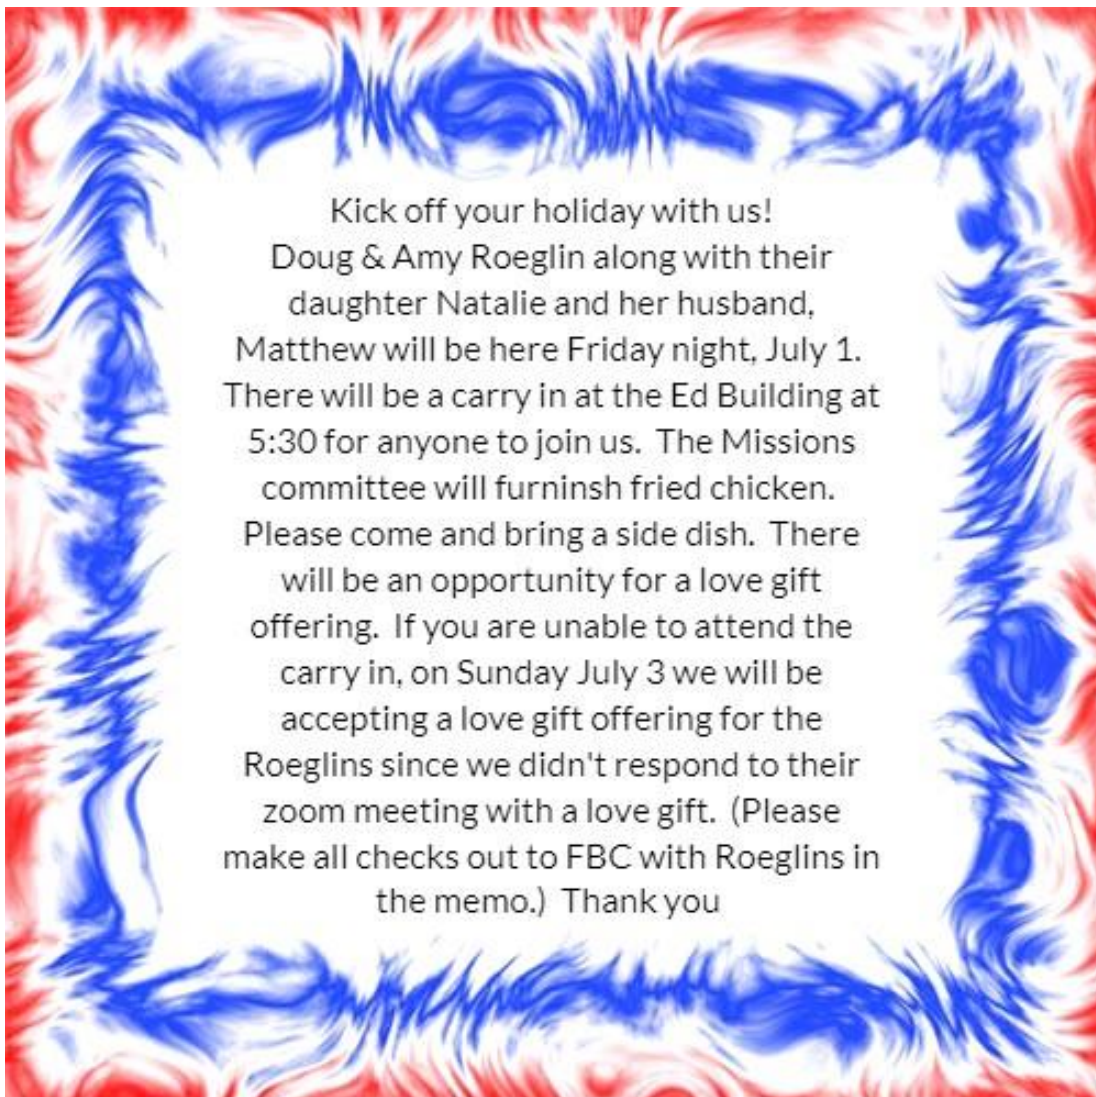 Kick off your holiday with us!
Doug & Amy Roeglin along with their
daughter Natalie and her husband,
Matthew will be here Friday night, July 1.
There will be a carry in at the Ed Building at
5:30 for anyone to join us.  The Missions
committee will furninsh fried chicken.
Please come and bring a side dish.  There
will be an opportunity for a love gift
offering.  If you are unable to attend the
carry in, on Sunday July 3 we will be
accepting a love gift offering for the
Roeglins since we didn't respond to their
zoom meeting with a love gift.  (Please
make all checks out to FBC with Roeglins in
the memo.)  Thank you